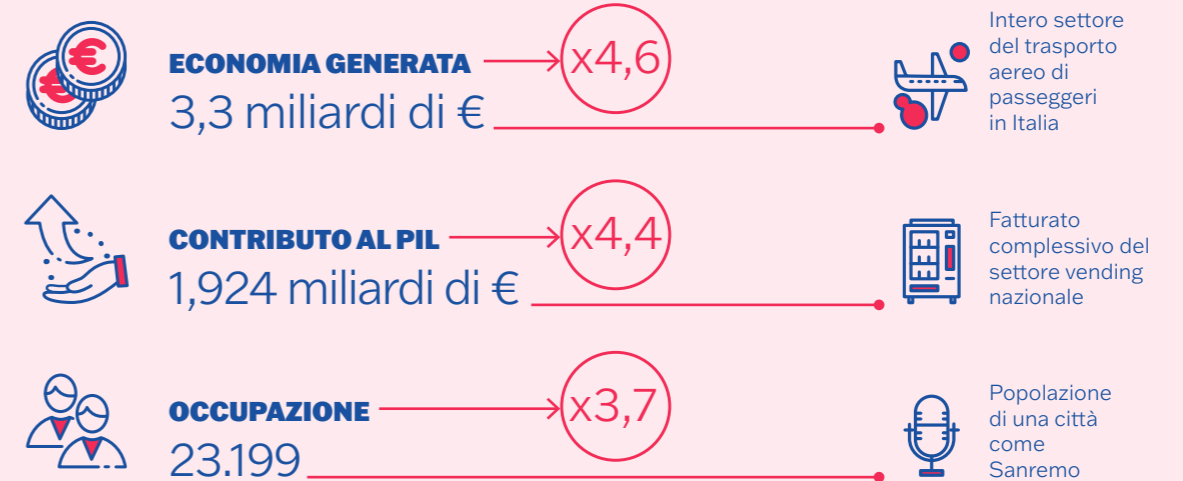 ECONOMIA GENERATA
x4,6
3,3 miliardi di €
Intero settore
del trasporto
aereo di
passeggeri
in Italia
CONTRIBUTO AL PIL
x4,4
1,924 miliardi di €
Fatturato
complessivo del
settore vending
nazionale
OCCUPAZIONE
x3,7
23.199
Popolazione
di una città
come
Sanremo